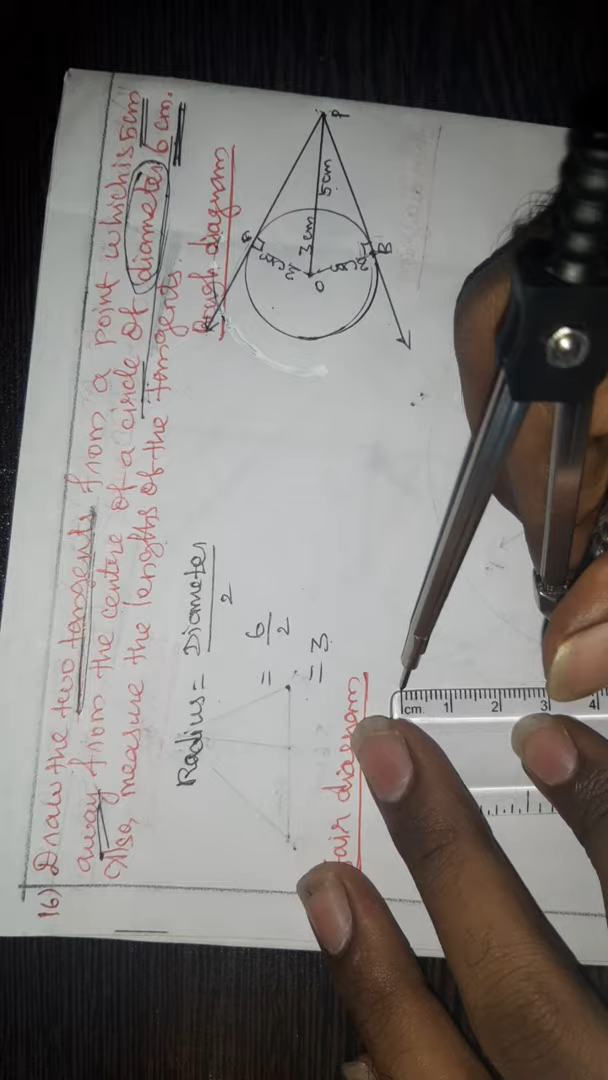 16) Draw the two tangents from a point which is 5cm
away from the centre of a circle of diameter 6 cm.
Also, measure the lengths of the tangents.
Rough diagram
P
5cm
3cm
O
B
Radius = Diameter
2
= 6
2
= 3
air diagram
cm 1 2 3 4